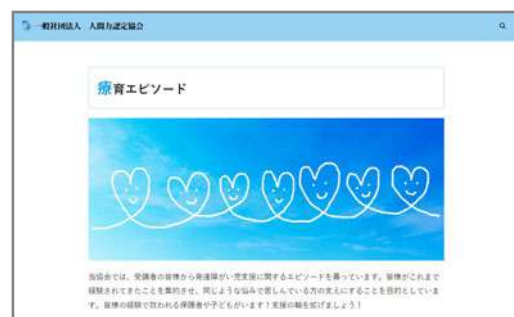 一般社団法人 人間力認定協会
療育エピソード
当協会では、受講者の皆様から発達障がい児支援に関するエピソードを募っています。皆様がこれまで
経験されてきたことを集約させ、同じような悩みで苦しんでいる方の支えにすることを目的としていま
す。皆様の経験で救われる保護者や子どもがいます！支援の輪を拡げましょう！